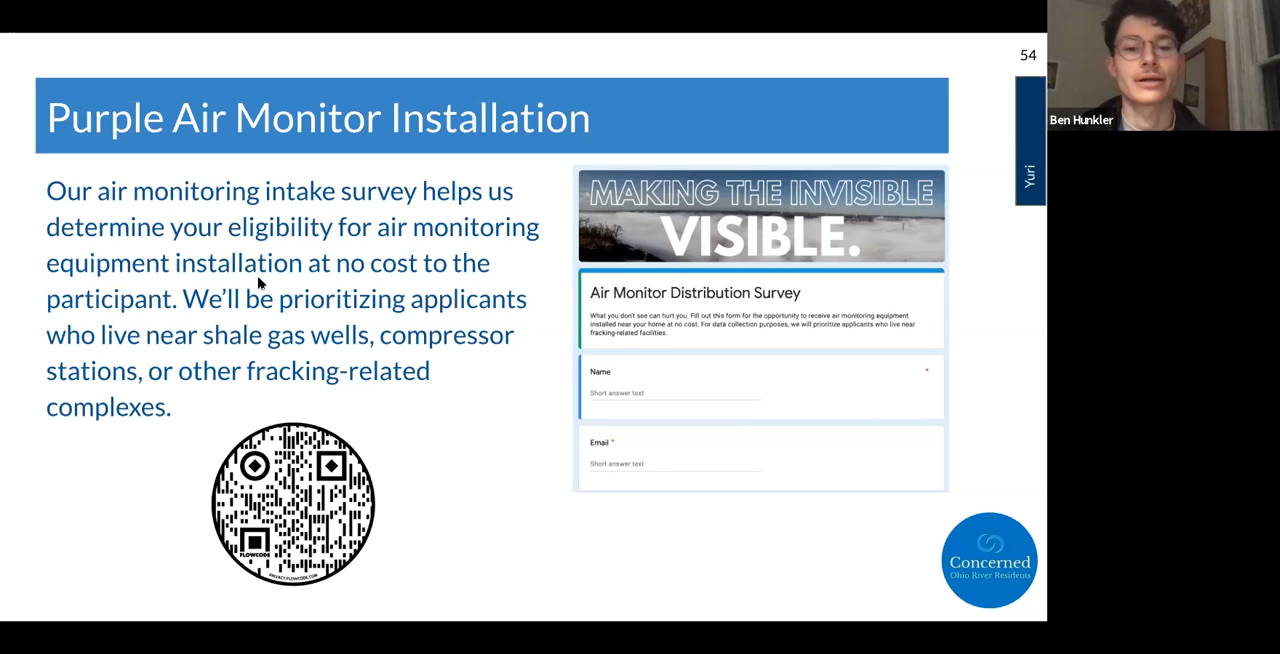 54
Purple Air Monitor Installation
Yuri
Ben Hunkler
Our air monitoring intake survey helps us
determine your eligibility for air monitoring
equipment installation at no cost to the
participant. We’ll be prioritizing applicants
who live near shale gas wells, compressor
stations, or other fracking-related
complexes.
FLOWCODE
PRIVACY.FLOWCODE.COM
MAKING THE INVISIBLE
VISIBLE.
Air Monitor Distribution Survey
What you don't see can hurt you. Fill out this form for the opportunity to receive air monitoring equipment
installed near your home at no cost. For data collection purposes, we will prioritize applicants who live near
fracking-related facilities.
Name *
Short answer text
Email *
Short answer text
Concerned
Ohio River Residents